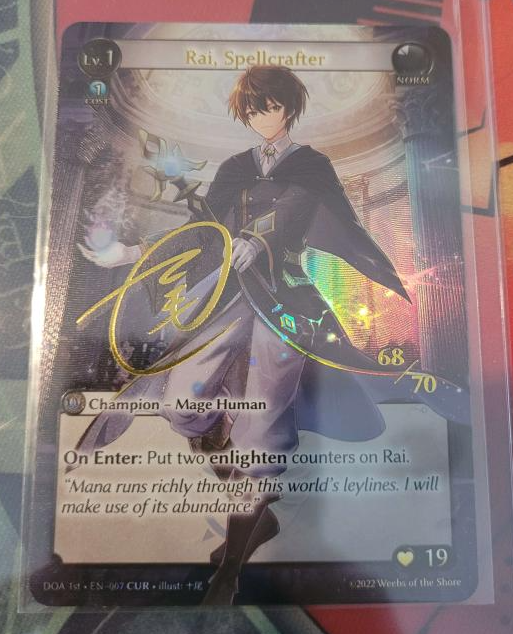 Lv. 1
Rai, Spellcrafter
NORM
1
COST
尾
68/70
Champion – Mage Human
On Enter: Put two enlighten counters on Rai.
"Mana runs richly through this world's leylines. I will
make use of its abundance."
19
DOA 1st • EN-007 CUR • illust: 十尾
©2022 Weebs of the Shore